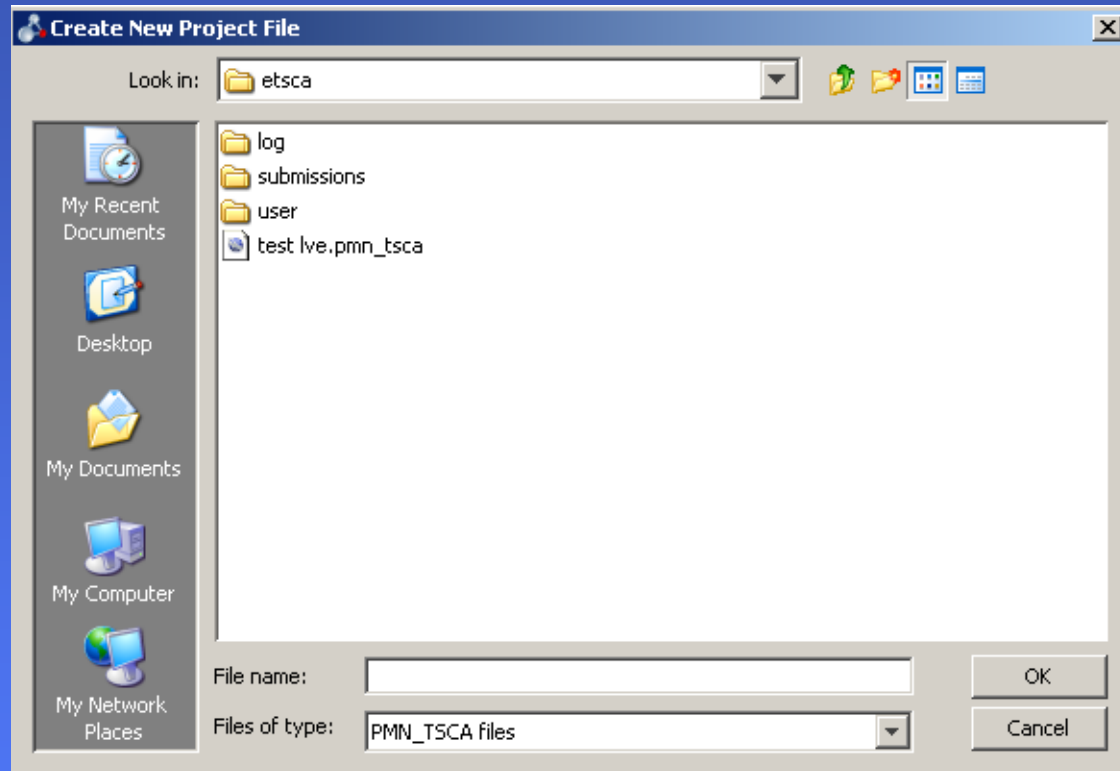 Create New Project File
Look in:
etsca
My Recent
Documents
Desktop
My Documents
My Computer
My Network
Places
log
submissions
user
test lve.pmn_tsca
File name:
OK
Files of type:
PMN_TSCA files
Cancel